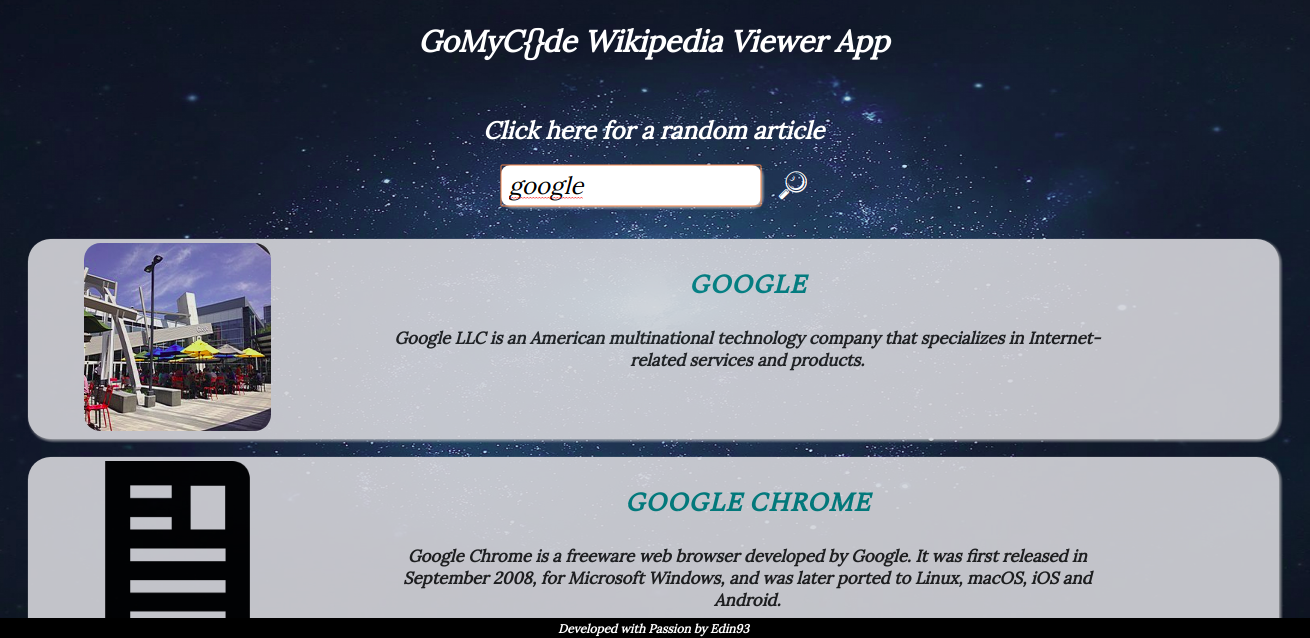 GoMyC{}de Wikipedia Viewer App
Click here for a random article
google
GOOGLE
Google LLC is an American multinational technology company that specializes in Internet-
related services and products.
GOOGLE CHROME
Google Chrome is a freeware web browser developed by Google. It was first released in
September 2008, for Microsoft Windows, and was later ported to Linux, macOS, iOS and
Android.
Developed with Passion by Edin93